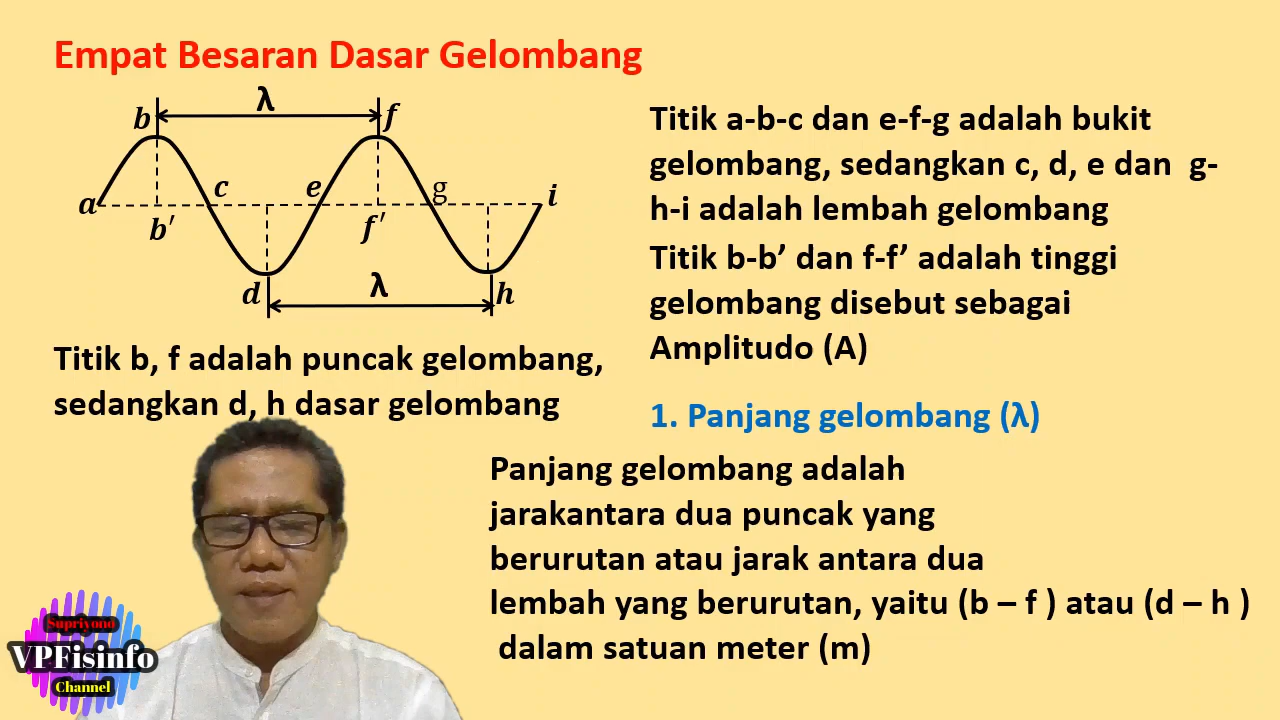 Empat Besaran Dasar Gelombang
λ
b
f
a
c
e
g
i
b′
f′
d
λ
h
Titik b, f adalah puncak gelombang,
sedangkan d, h dasar gelombang
Titik a-b-c dan e-f-g adalah bukit
gelombang, sedangkan c, d, e dan g-
h-i adalah lembah gelombang
Titik b-b’ dan f-f’ adalah tinggi
gelombang disebut sebagai
Amplitudo (A)
1. Panjang gelombang (λ)
Panjang gelombang adalah
jarakantara dua puncak yang
berurutan atau jarak antara dua
lembah yang berurutan, yaitu (b – f ) atau (d – h )
dalam satuan meter (m)
Supriyono
VPFisinfo
Channel